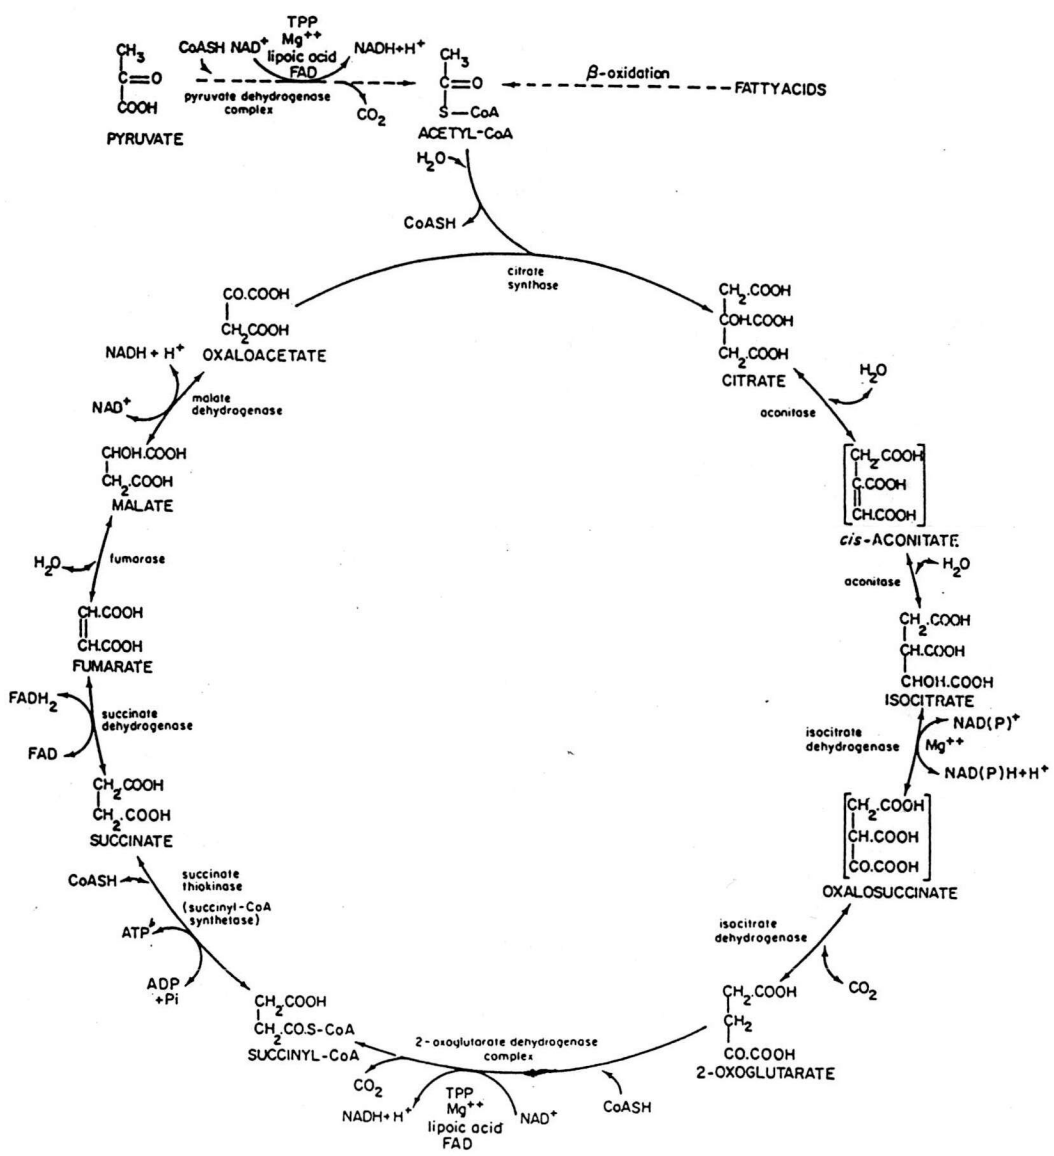 TPP
Mg++
lipoic acid
FAD
CoASH NAD+
NADH+H+
CH3
C=O
COOH
PYRUVATE
pyruvate dehydrogenase
complex
CO2
CH3
C=O
S-CoA
ACETYL-CoA
β-oxidation
FATTY ACIDS
H2O
CoASH
citrate
synthase
CO.COOH
CH2COOH
OXALOACETATE
CH2.COOH
COH.COOH
CH2.COOH
CITRATE
H2O
aconitase
CH2.COOH
C.COOH
CH.COOH
cis-ACONITATE
aconitase
H2O
CH2.COOH
CH.COOH
CHOH.COOH
ISOCITRATE
isocitrate
dehydrogenase
NAD(P)+
Mg++
NAD(P)H+H+
CH2.COOH
CH.COOH
CO.COOH
OXALOSUCCINATE
isocitrate
dehydrogenase
CO2
CH2.COOH
CH2
CO.COOH
2-OXOGLUTARATE
2-oxoglutarate dehydrogenase
complex
CoASH
NAD+
TPP
Mg++
lipoic acid
FAD
NADH+H+
CO2
CH2COOH
CH2.CO.S-CoA
SUCCINYL-CoA
succinate
thiokinase
(succinyl-CoA
synthetase)
CoASH
ATP
ADP
+Pi
CH2.COOH
CH2.COOH
SUCCINATE
succinate
dehydrogenase
FADH2
FAD
CH.COOH
CH.COOH
FUMARATE
fumarase
H2O
CHOH.COOH
CH2.COOH
MALATE
malate
dehydrogenase
NADH + H+
NAD+